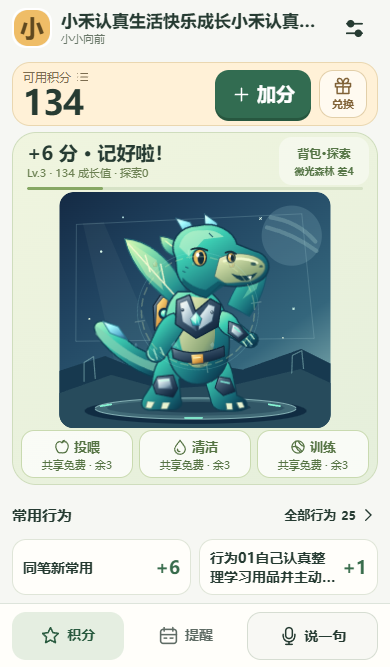 小
小禾认真生活快乐成长小禾认真...
小小向前
可用积分
134
＋ 加分
兑换
+6 分·记好啦！
Lv.3 · 134 成长值 · 探索0
背包·探索
微光森林 差4
投喂
共享免费 · 余3
清洁
共享免费 · 余3
训练
共享免费 · 余3
常用行为
全部行为 25
同笔新常用
+6
行为01自己认真整
理学习用品并主动...
+1
积分
提醒
说一句